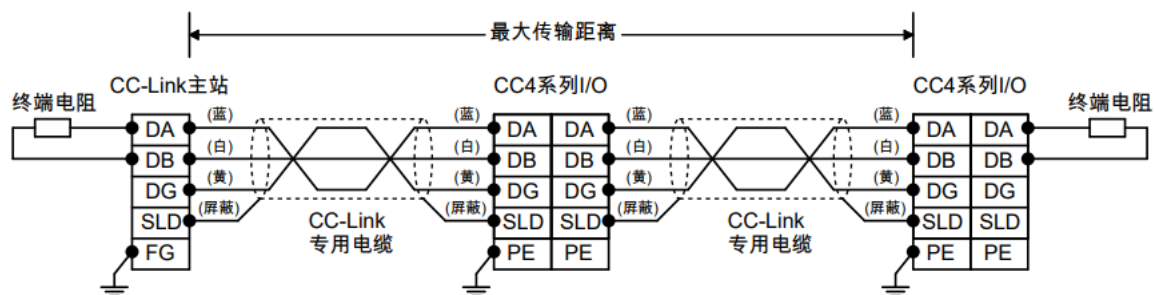 最大传输距离
CC-Link主站 CC4系列I/O CC4系列I/O
终端电阻 终端电阻
DA (蓝) (蓝) DA DA (蓝) (蓝) DA DA
DB (白) (白) DB DB (白) (白) DB DB
DG (黄) (黄) DG DG (黄) (黄) DG DG
SLD (屏蔽) (屏蔽) SLD SLD (屏蔽) (屏蔽) SLD SLD
CC-Link CC-Link
专用电缆 专用电缆
FG PE PE PE PE